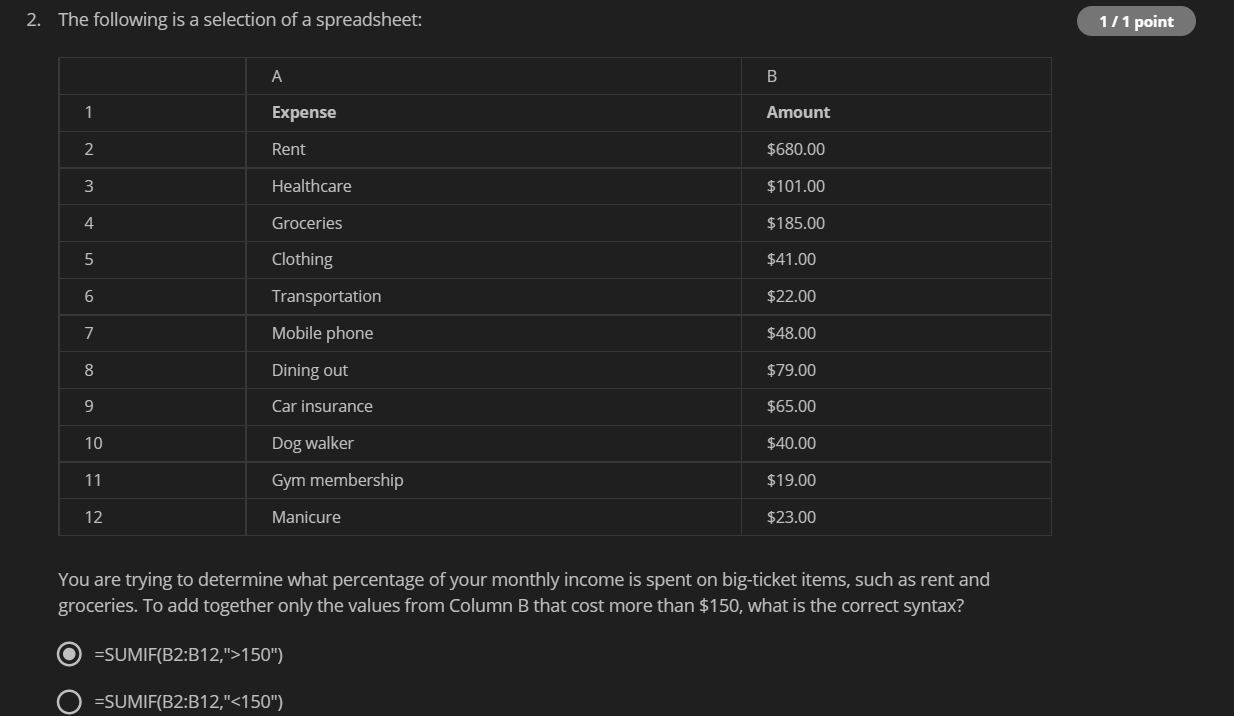 2. The following is a selection of a spreadsheet:
1 / 1 point
A B
1 Expense Amount
2 Rent $680.00
3 Healthcare $101.00
4 Groceries $185.00
5 Clothing $41.00
6 Transportation $22.00
7 Mobile phone $48.00
8 Dining out $79.00
9 Car insurance $65.00
10 Dog walker $40.00
11 Gym membership $19.00
12 Manicure $23.00
You are trying to determine what percentage of your monthly income is spent on big-ticket items, such as rent and
groceries. To add together only the values from Column B that cost more than $150, what is the correct syntax?
=SUMIF(B2:B12,">150")
=SUMIF(B2:B12,"<150")